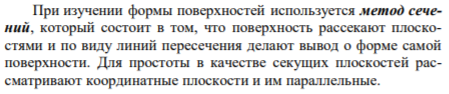 При изучении формы поверхностей используется метод сече-
ний, который состоит в том, что поверхность рассекают плоско-
стями и по виду линий пересечения делают вывод о форме самой
поверхности. Для простоты в качестве секущих плоскостей рас-
сматривают координатные плоскости и им параллельные.